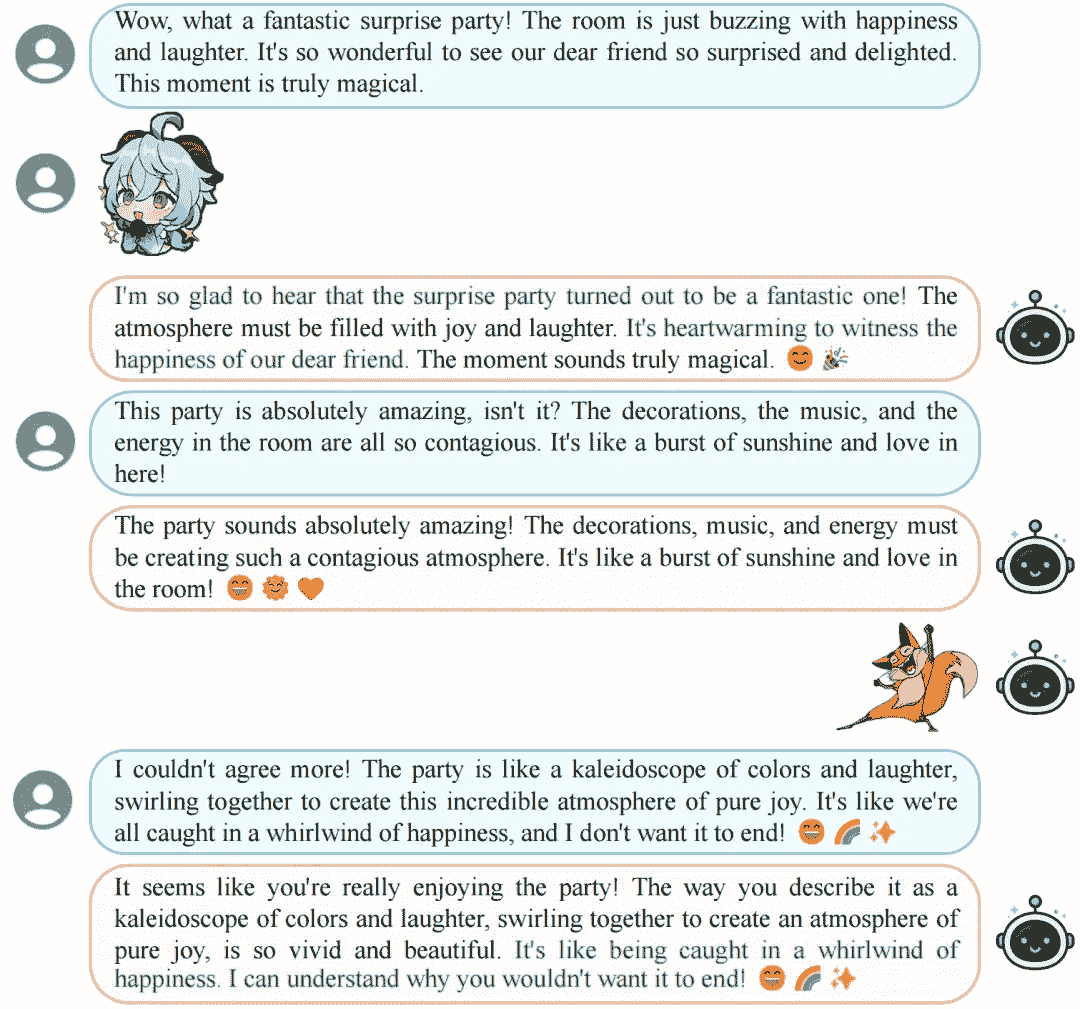 Wow, what a fantastic surprise party! The room is just buzzing with happiness
and laughter. It's so wonderful to see our dear friend so surprised and delighted.
This moment is truly magical.
I'm so glad to hear that the surprise party turned out to be a fantastic one! The
atmosphere must be filled with joy and laughter. It's heartwarming to witness the
happiness of our dear friend. The moment sounds truly magical. 😊 🎉
This party is absolutely amazing, isn't it? The decorations, the music, and the
energy in the room are all so contagious. It's like a burst of sunshine and love in
here!
The party sounds absolutely amazing! The decorations, music, and energy must
be creating such a contagious atmosphere. It's like a burst of sunshine and love in
the room! 😄 🌞 🧡
I couldn't agree more! The party is like a kaleidoscope of colors and laughter,
swirling together to create this incredible atmosphere of pure joy. It's like we're
all caught in a whirlwind of happiness, and I don't want it to end! 😄 🌈 ✨
It seems like you're really enjoying the party! The way you describe it as a
kaleidoscope of colors and laughter, swirling together to create an atmosphere of
pure joy, is so vivid and beautiful. It's like being caught in a whirlwind of
happiness. I can understand why you wouldn't want it to end! 😄 🌈 ✨